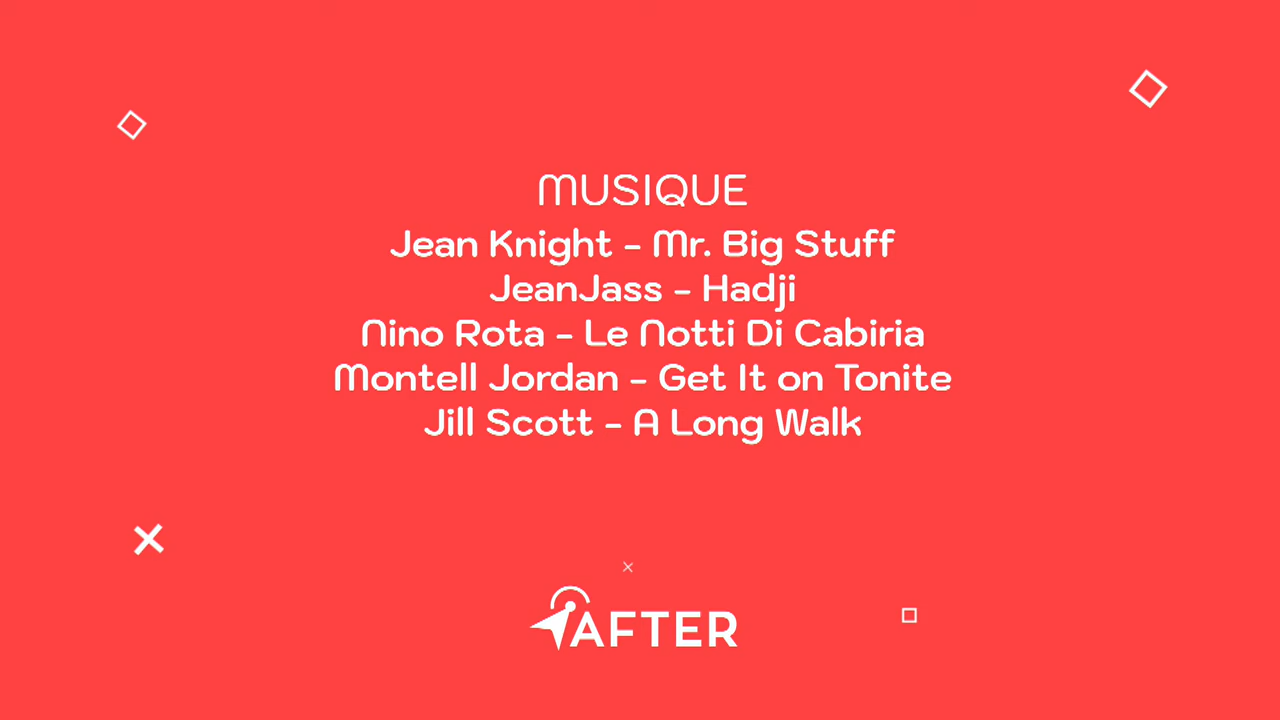 MUSIQUE
Jean Knight - Mr. Big Stuff
JeanJass - Hadji
Nino Rota - Le Notti Di Cabiria
Montell Jordan - Get It on Tonite
Jill Scott - A Long Walk
AFTER